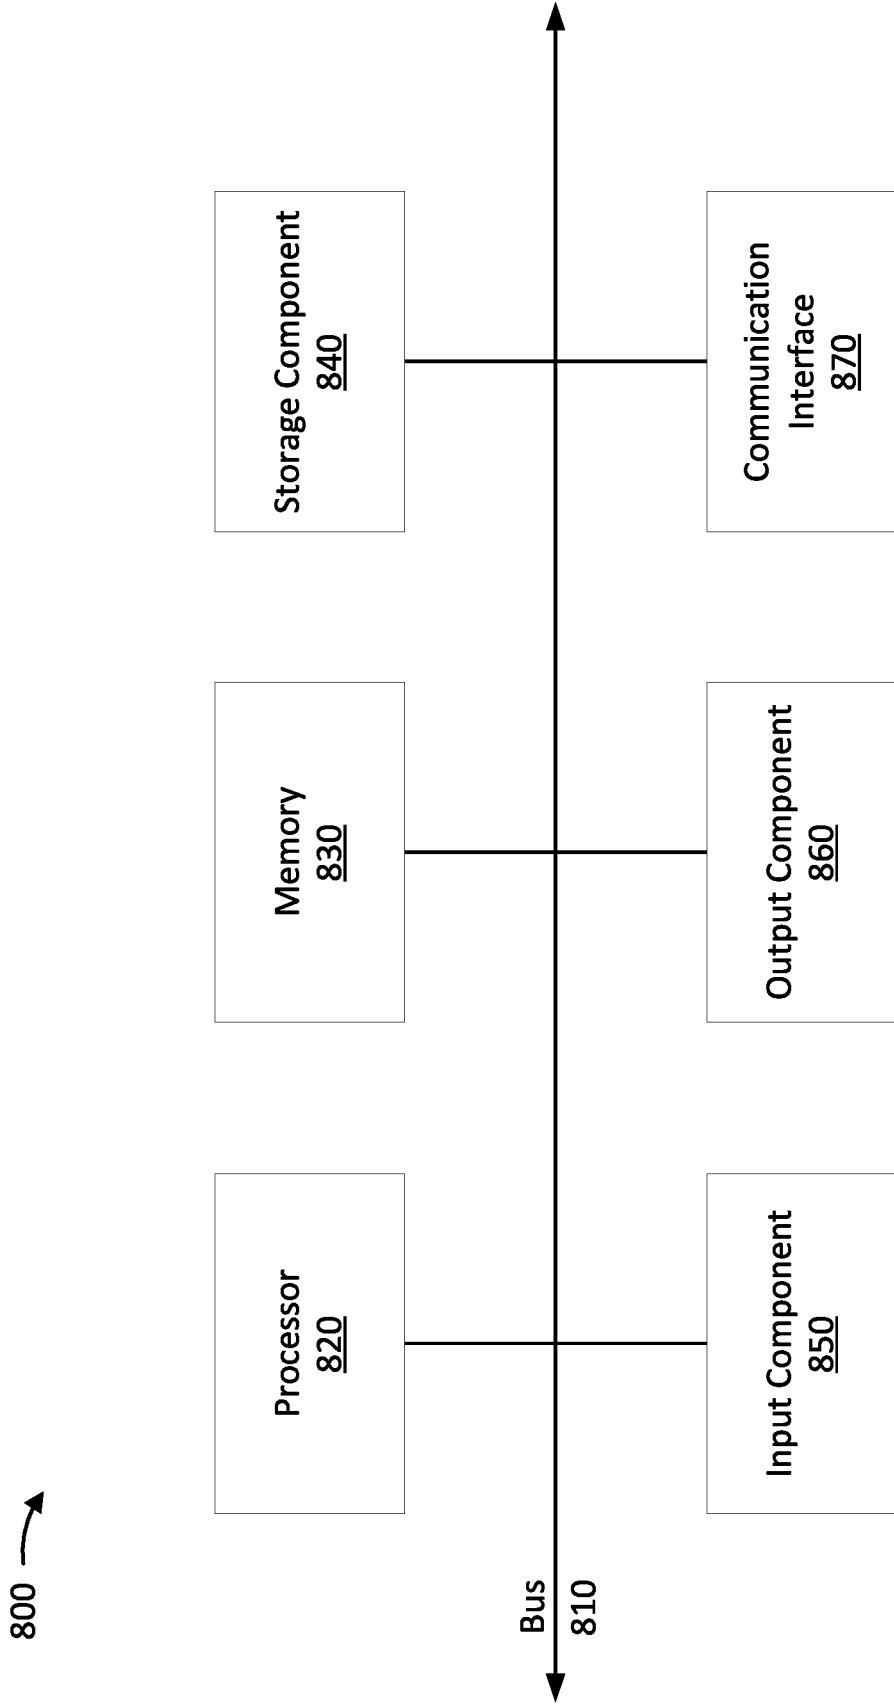 800
Processor
820
Memory
830
Storage Component
840
Bus
810
Input Component
850
Output Component
860
Communication
Interface
870